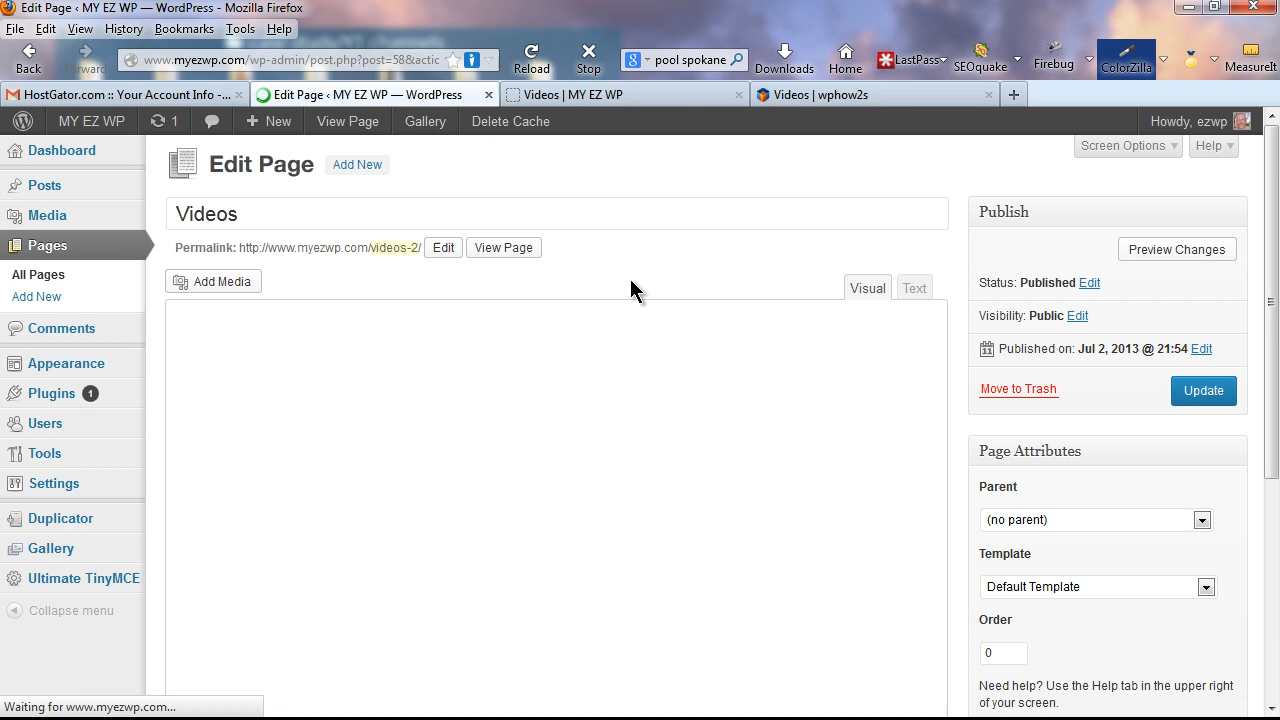 Edit Page ‹ MY EZ WP — WordPress - Mozilla Firefox
File Edit View History Bookmarks Tools Help
Back Forward www.myezwp.com/wp-admin/post.php?post=58&actic Reload Stop pool spokane Downloads Home LastPass SEOquake Firebug ColorZilla MeasureIt
HostGator.com :: Your Account Info -... Edit Page ‹ MY EZ WP — WordPress Videos | MY EZ WP Videos | wphow2s
MY EZ WP 1 New View Page Gallery Delete Cache Howdy, ezwp
Screen Options Help
Dashboard
Posts
Media
Pages
All Pages
Add New
Comments
Appearance
Plugins 1
Users
Tools
Settings
Duplicator
Gallery
Ultimate TinyMCE
Collapse menu
Edit Page Add New
Videos
Permalink: http://www.myezwp.com/videos-2/ Edit View Page
Add Media Visual Text
Publish
Preview Changes
Status: Published Edit
Visibility: Public Edit
11 Published on: Jul 2, 2013 @ 21:54 Edit
Move to Trash Update
Page Attributes
Parent
(no parent)
Template
Default Template
Order
0
Need help? Use the Help tab in the upper right
of your screen.
Waiting for www.myezwp.com...